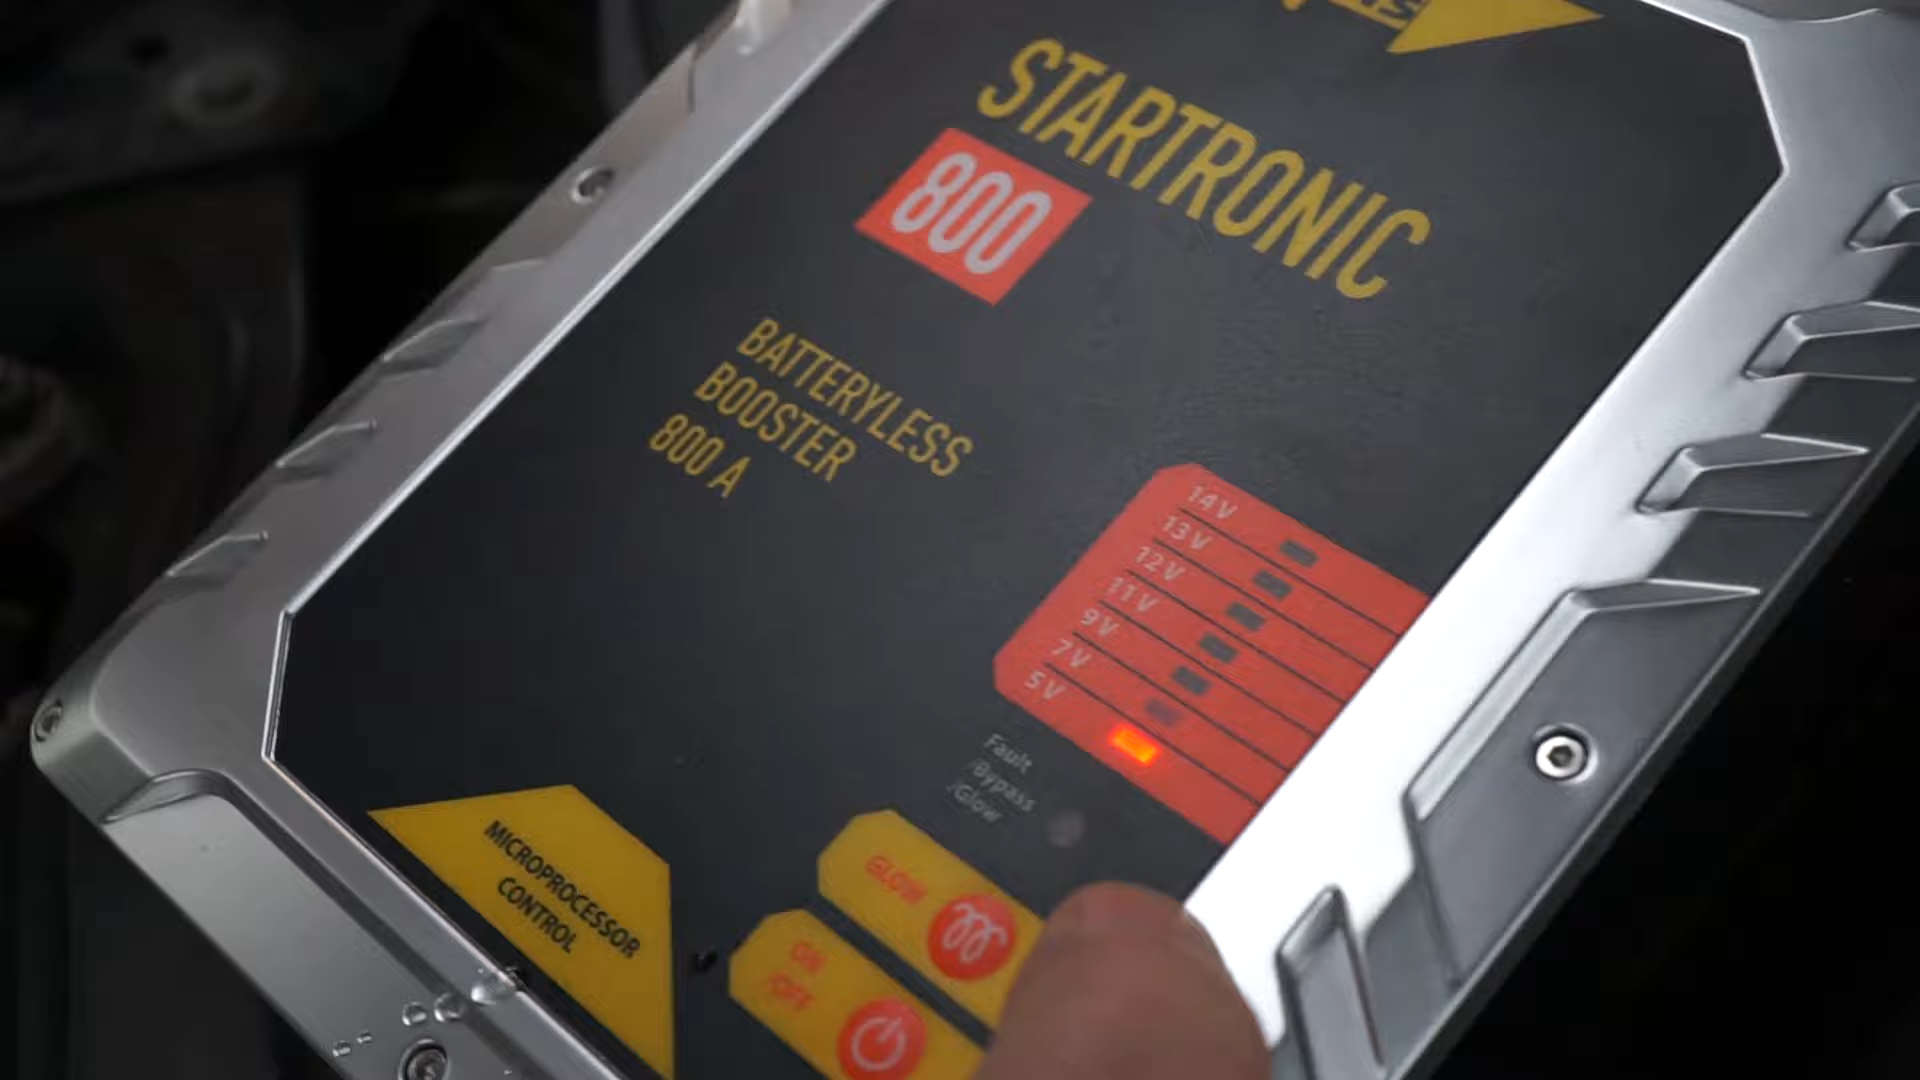 STARTRONIC
800
BATTERYLESS
BOOSTER
800 A
14V
13V
12V
11V
9V
7V
5V
Fault
/Bypass
/Glow
GLOW
ON
/OFF
MICROPROCESSOR
CONTROL